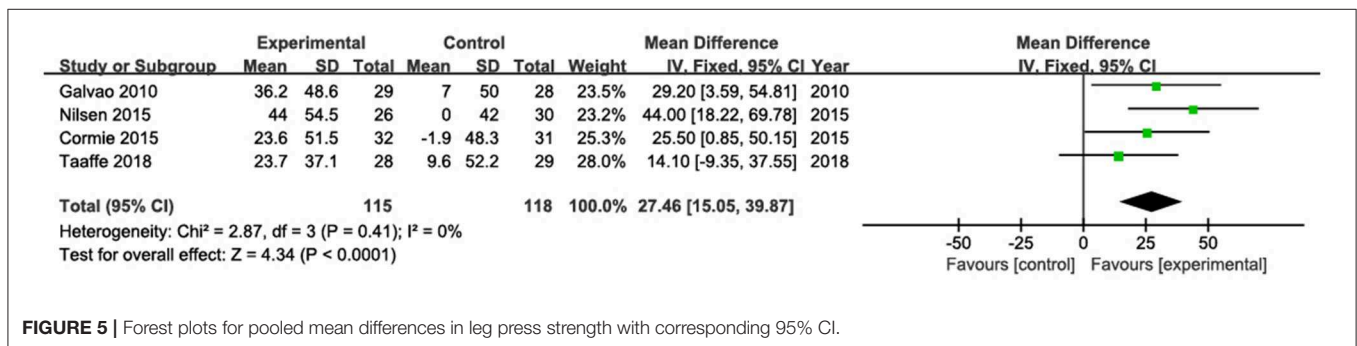 Experimental Control Mean Difference Mean Difference
Study or Subgroup Mean SD Total Mean SD Total Weight IV, Fixed, 95% CI Year IV, Fixed, 95% CI
Galvao 2010 36.2 48.6 29 7 50 28 23.5% 29.20 [3.59, 54.81] 2010
Nilsen 2015 44 54.5 26 0 42 30 23.2% 44.00 [18.22, 69.78] 2015
Cormie 2015 23.6 51.5 32 -1.9 48.3 31 25.3% 25.50 [0.85, 50.15] 2015
Taaffe 2018 23.7 37.1 28 9.6 52.2 29 28.0% 14.10 [-9.35, 37.55] 2018
Total (95% CI) 115 118 100.0% 27.46 [15.05, 39.87]
Heterogeneity: Chi² = 2.87, df = 3 (P = 0.41); I² = 0%
Test for overall effect: Z = 4.34 (P < 0.0001)
-50 -25 0 25 50
Favours [control] Favours [experimental]
FIGURE 5 | Forest plots for pooled mean differences in leg press strength with corresponding 95% CI.